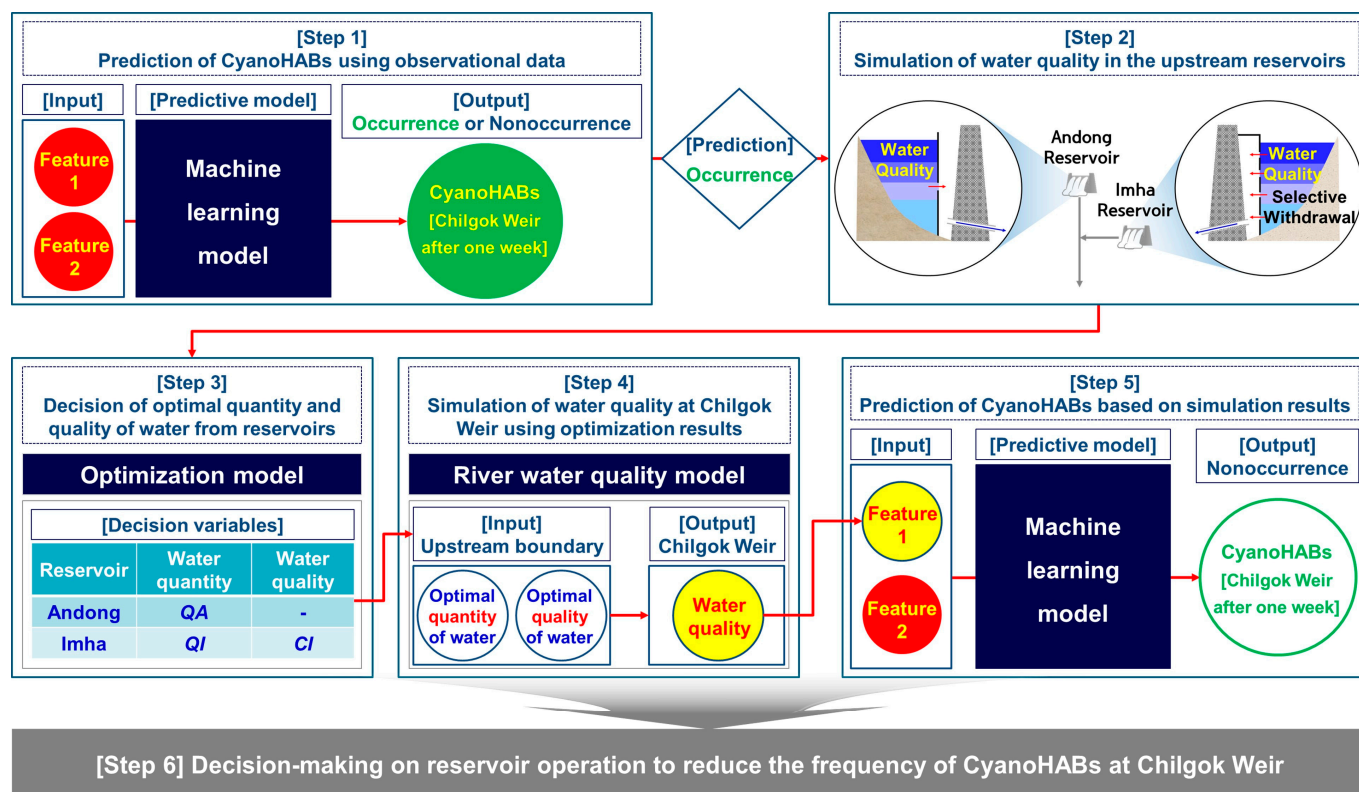 [Step 1]
Prediction of CyanoHABs using observational data
[Input]
[Predictive model]
[Output]
Occurrence or Nonoccurrence
Feature
1
Feature
2
Machine
learning
model
CyanoHABs
[Chilgok Weir
after one week]
[Prediction]
Occurrence
[Step 2]
Simulation of water quality in the upstream reservoirs
Water
Quality
Andong
Reservoir
Imha
Reservoir
Water
Quality
Selective
Withdrawal
[Step 3]
Decision of optimal quantity and
quality of water from reservoirs
Optimization model
[Decision variables]
Reservoir
Water
quantity
Water
quality
Andong QA -
Imha QI CI
[Step 4]
Simulation of water quality at Chilgok
Weir using optimization results
River water quality model
[Input]
Upstream boundary
[Output]
Chilgok Weir
Optimal
quantity
of water
Optimal
quality
of water
Water
quality
[Step 5]
Prediction of CyanoHABs based on simulation results
[Input]
[Predictive model]
[Output]
Nonoccurrence
Feature
1
Feature
2
Machine
learning
model
CyanoHABs
[Chilgok Weir
after one week]
[Step 6] Decision-making on reservoir operation to reduce the frequency of CyanoHABs at Chilgok Weir